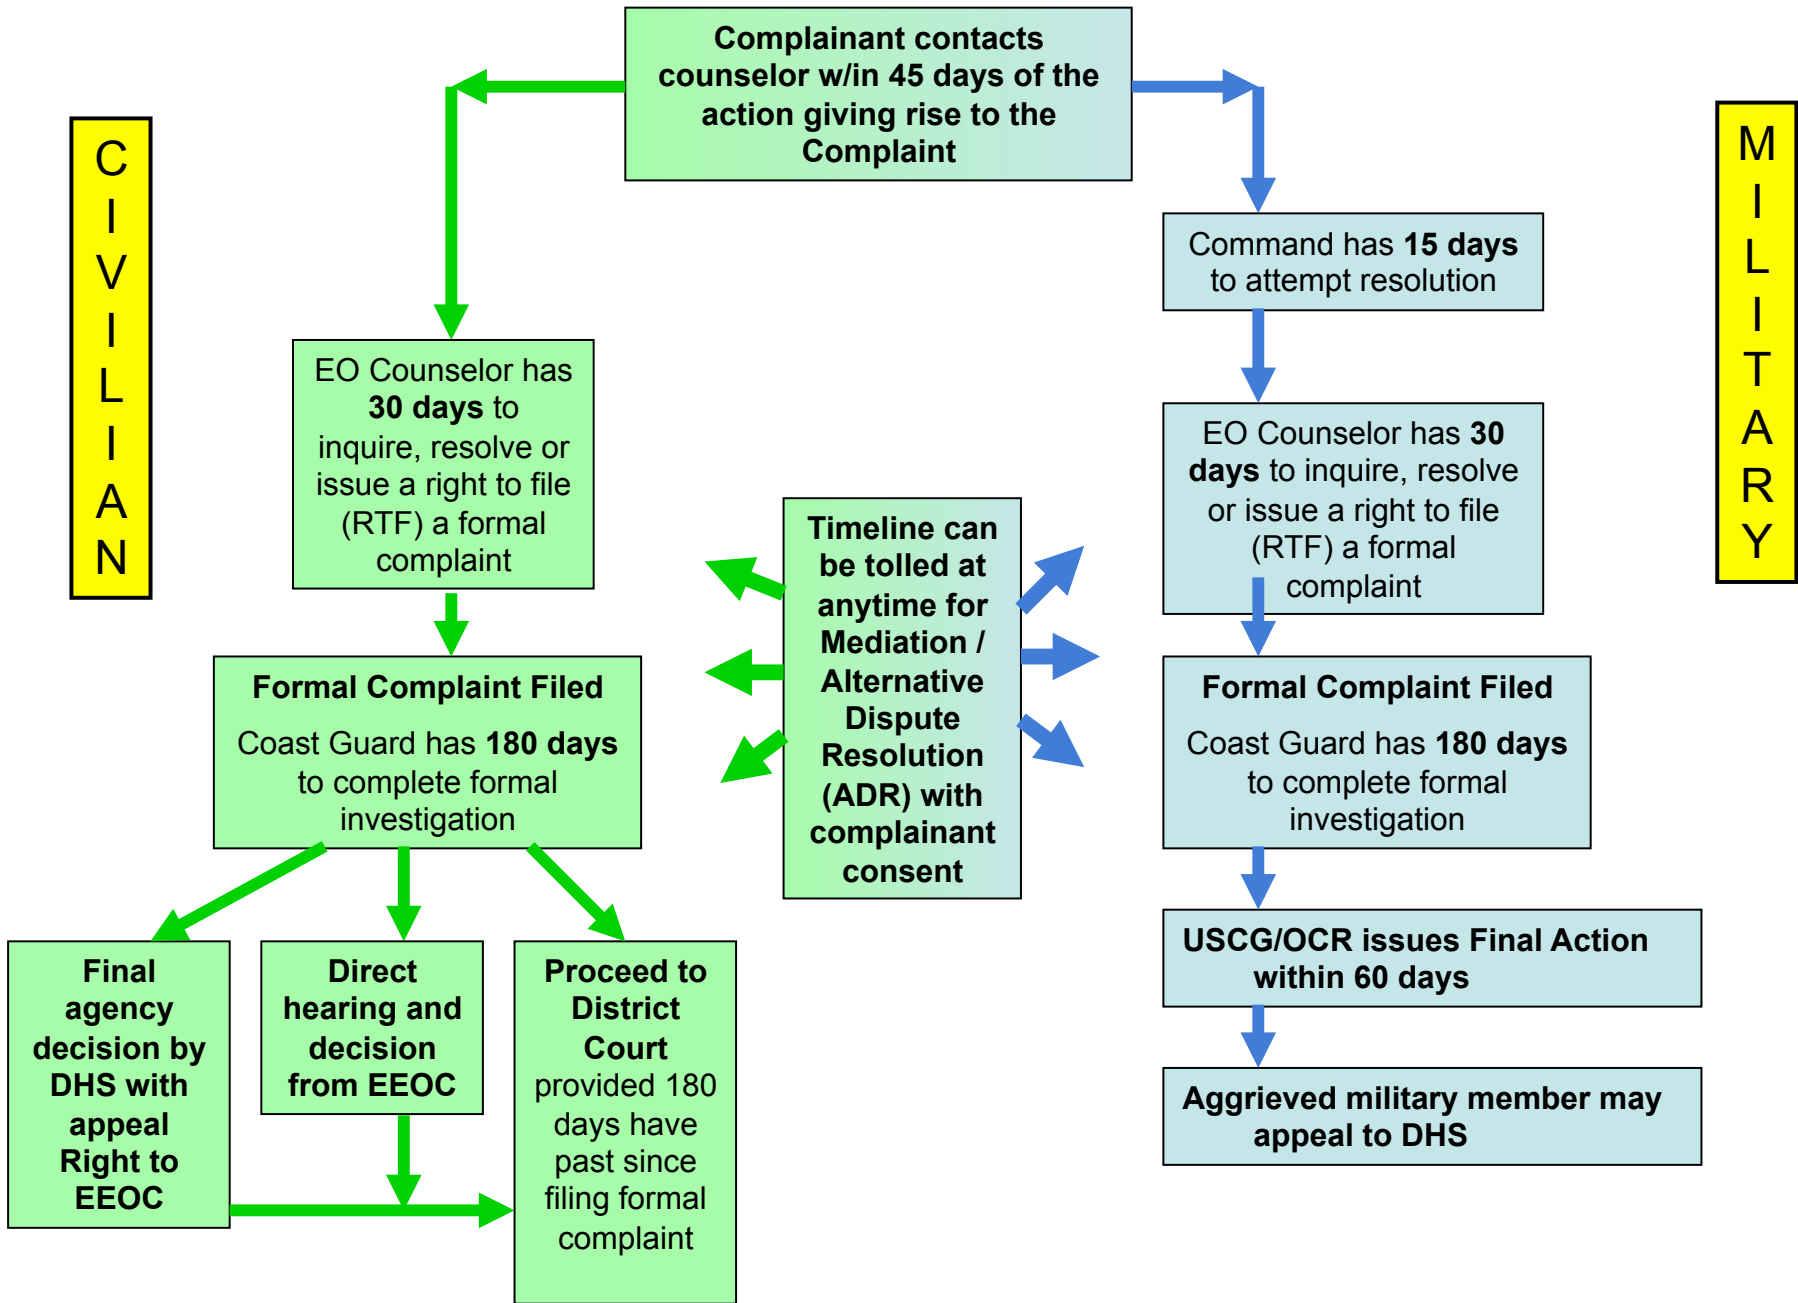 Complainant contacts
counselor w/in 45 days of the
action giving rise to the
Complaint
C
I
V
I
L
I
A
N
M
I
L
I
T
A
R
Y
Command has 15 days
to attempt resolution
EO Counselor has
30 days to
inquire, resolve or
issue a right to file
(RTF) a formal
complaint
EO Counselor has 30
days to inquire, resolve
or issue a right to file
(RTF) a formal
complaint
Timeline can
be tolled at
anytime for
Mediation /
Alternative
Dispute
Resolution
(ADR) with
complainant
consent
Formal Complaint Filed
Coast Guard has 180 days
to complete formal
investigation
Formal Complaint Filed
Coast Guard has 180 days
to complete formal
investigation
Final
agency
decision by
DHS with
appeal
Right to
EEOC
Direct
hearing and
decision
from EEOC
Proceed to
District
Court
provided 180
days have
past since
filing formal
complaint
USCG/OCR issues Final Action
within 60 days
Aggrieved military member may
appeal to DHS